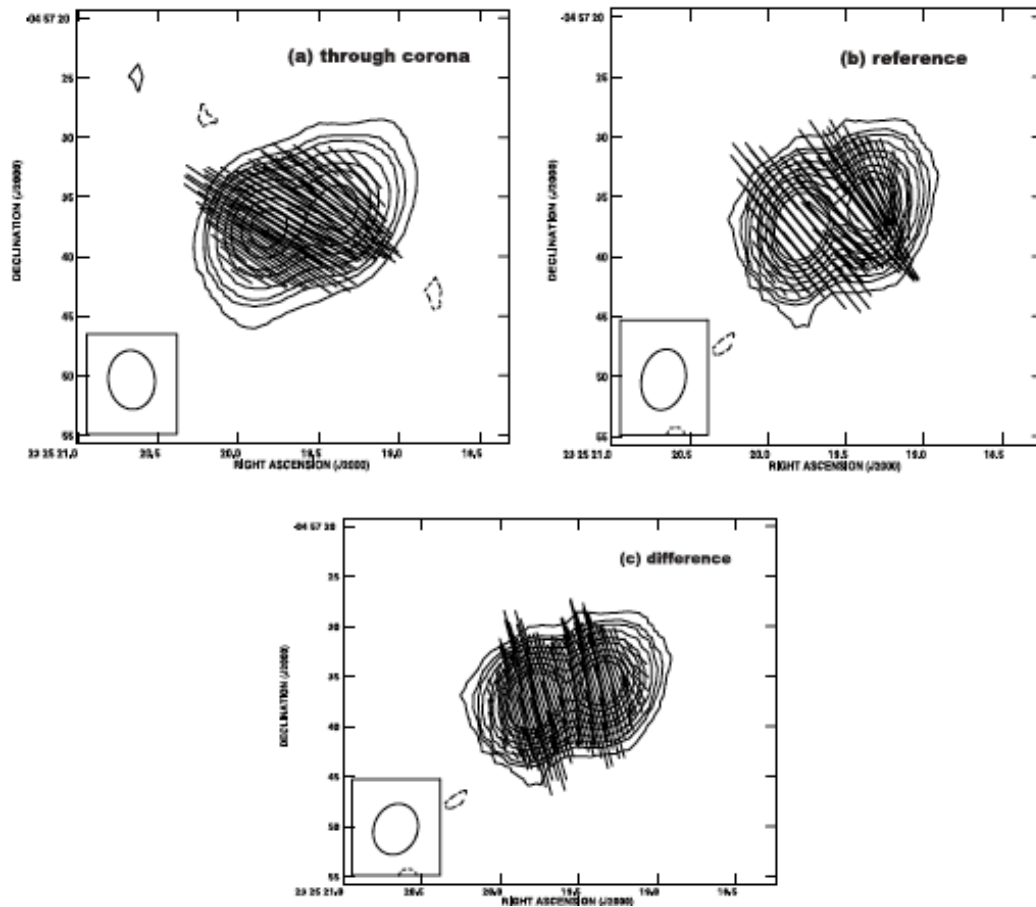 -04 57 20
25
30
35
40
45
50
55
DECLINATION (J2000)
(a) through corona
23 25 21.0
20.5
20.0
19.5
19.0
18.5
RIGHT ASCENSION (J2000)
-04 57 20
25
30
35
40
45
50
55
DECLINATION (J2000)
(b) reference
23 25 21.0
20.5
20.0
19.5
19.0
18.5
RIGHT ASCENSION (J2000)
-04 57 20
25
30
35
40
45
50
55
DECLINATION (J2000)
(c) difference
23 25 21.0
20.5
20.0
19.5
19.0
18.5
RIGHT ASCENSION (J2000)